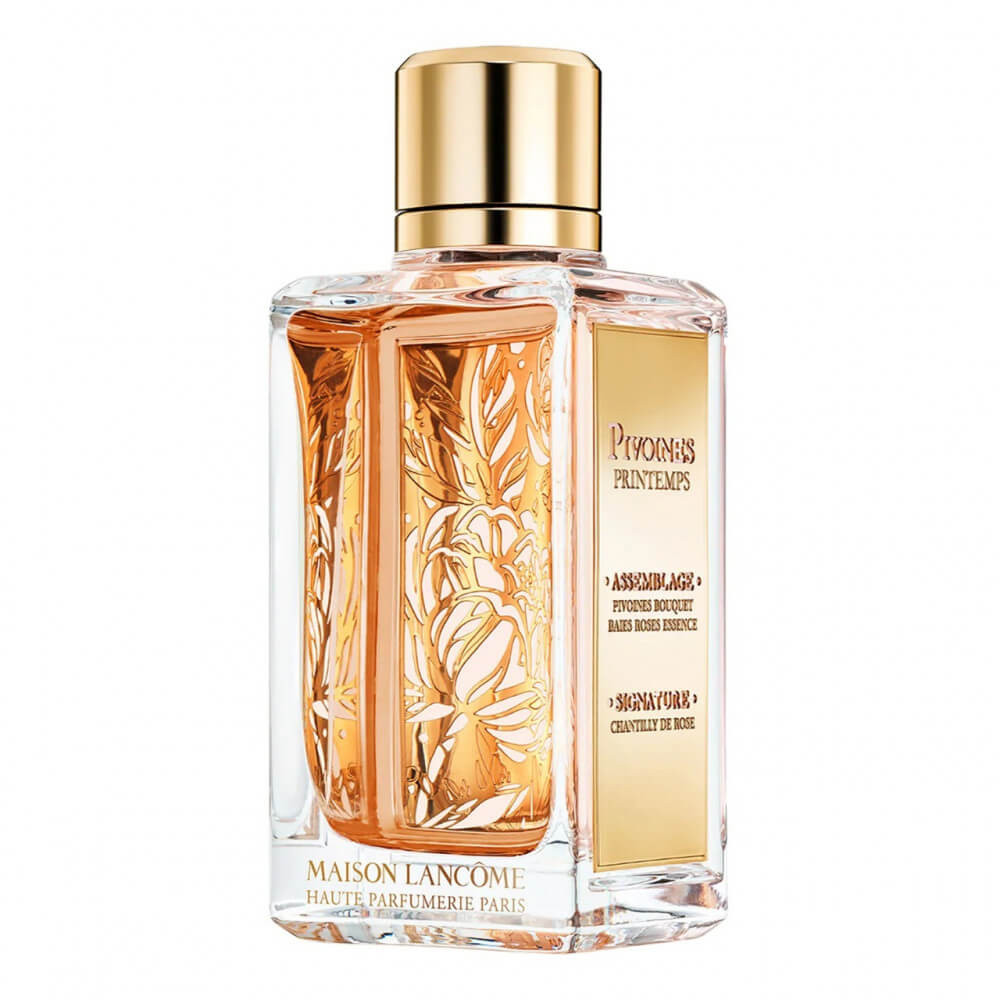 PIVOINES
PRINTEMPS
• ASSEMBLAGE •
PIVOINES BOUQUET
BAIES ROSES ESSENCE
• SIGNATURE •
CHANTILLY DE ROSE
MAISON LANCÔME
HAUTE PARFUMERIE PARIS